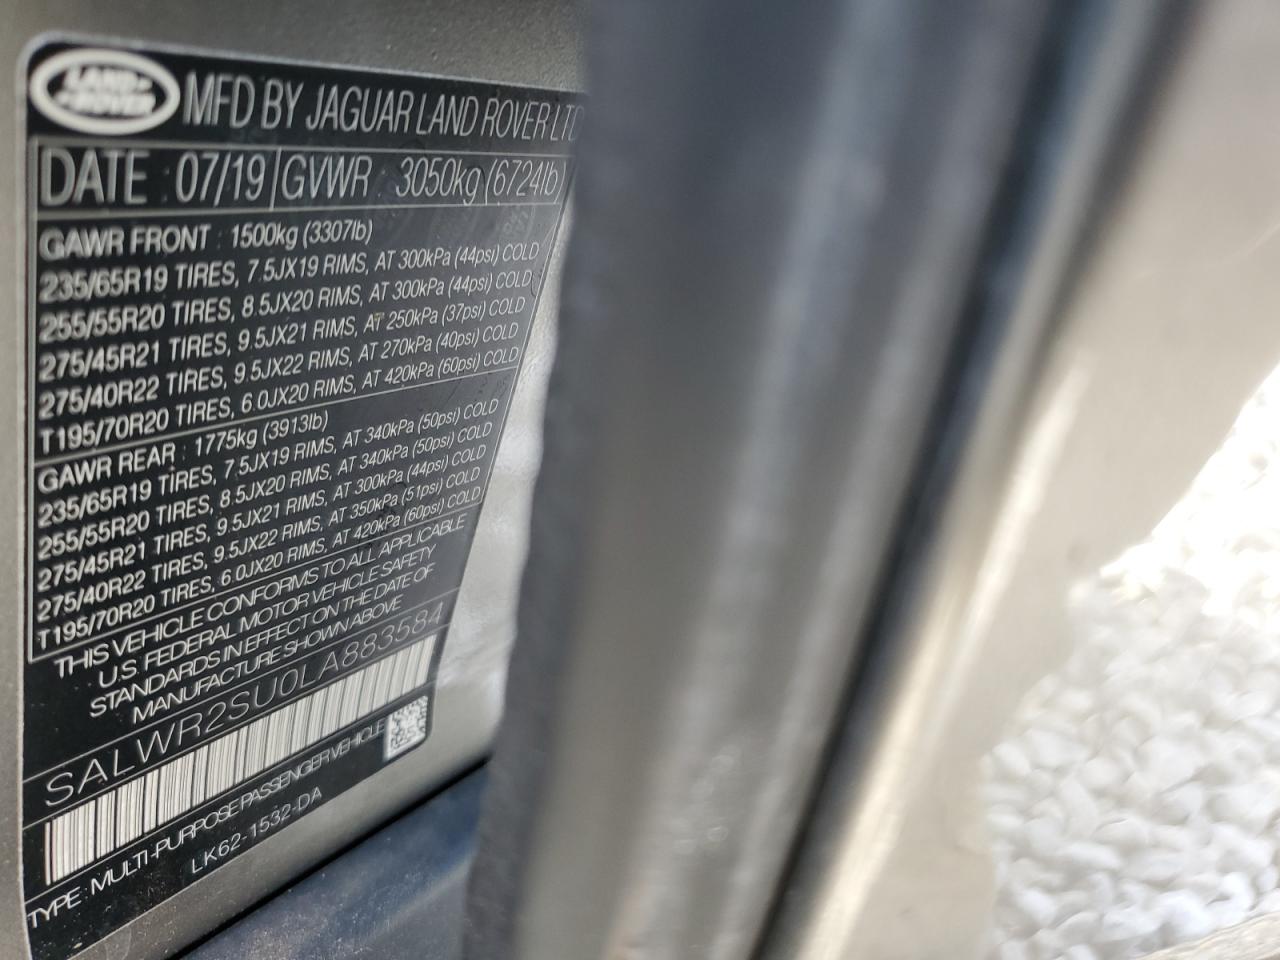 LAND ROVER
MFD BY JAGUAR LAND ROVER LTD
DATE : 07/19 GVWR : 3050kg (6724lb)
GAWR FRONT : 1500kg (3307lb)
235/65R19 TIRES, 7.5JX19 RIMS, AT 300kPa (44psi) COLD
255/55R20 TIRES, 8.5JX20 RIMS, AT 300kPa (44psi) COLD
275/45R21 TIRES, 9.5JX21 RIMS, AT 250kPa (37psi) COLD
275/40R22 TIRES, 9.5JX22 RIMS, AT 270kPa (40psi) COLD
T195/70R20 TIRES, 6.0JX20 RIMS, AT 420kPa (60psi) COLD
GAWR REAR : 1775kg (3913lb)
235/65R19 TIRES, 7.5JX19 RIMS, AT 340kPa (50psi) COLD
255/55R20 TIRES, 8.5JX20 RIMS, AT 340kPa (50psi) COLD
275/45R21 TIRES, 9.5JX21 RIMS, AT 300kPa (44psi) COLD
275/40R22 TIRES, 9.5JX22 RIMS, AT 350kPa (51psi) COLD
T195/70R20 TIRES, 6.0JX20 RIMS, AT 420kPa (60psi) COLD
THIS VEHICLE CONFORMS TO ALL APPLICABLE
U.S. FEDERAL MOTOR VEHICLE SAFETY
STANDARDS IN EFFECT ON THE DATE OF
MANUFACTURE SHOWN ABOVE
SALWR2SU0LA883584
TYPE : MULTI-PURPOSE PASSENGER VEHICLE
LK62-1532-DA